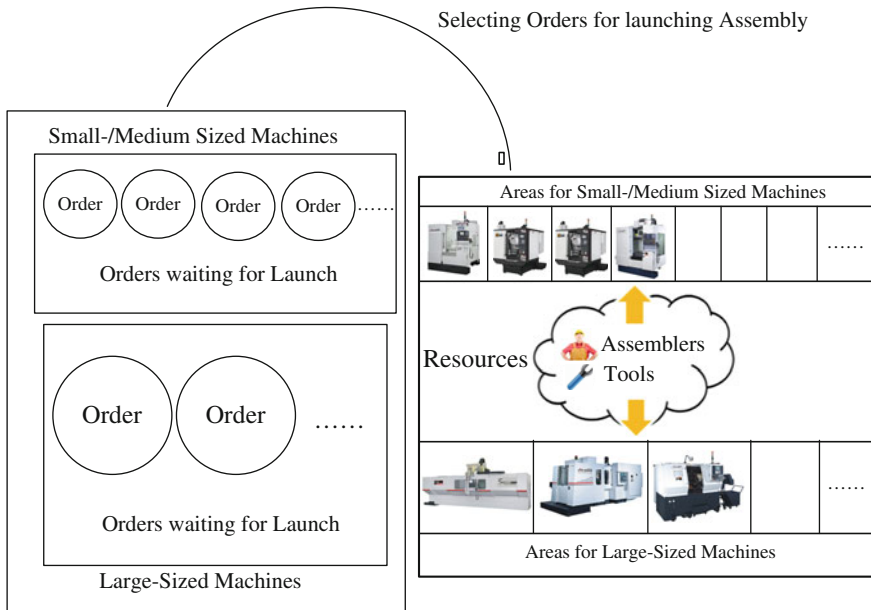 Selecting Orders for launching Assembly
Small-/Medium Sized Machines
Order Order Order Order ......
Orders waiting for Launch
Order Order ......
Orders waiting for Launch
Large-Sized Machines
Areas for Small-/Medium Sized Machines
......
Resources
Assemblers
Tools
......
Areas for Large-Sized Machines